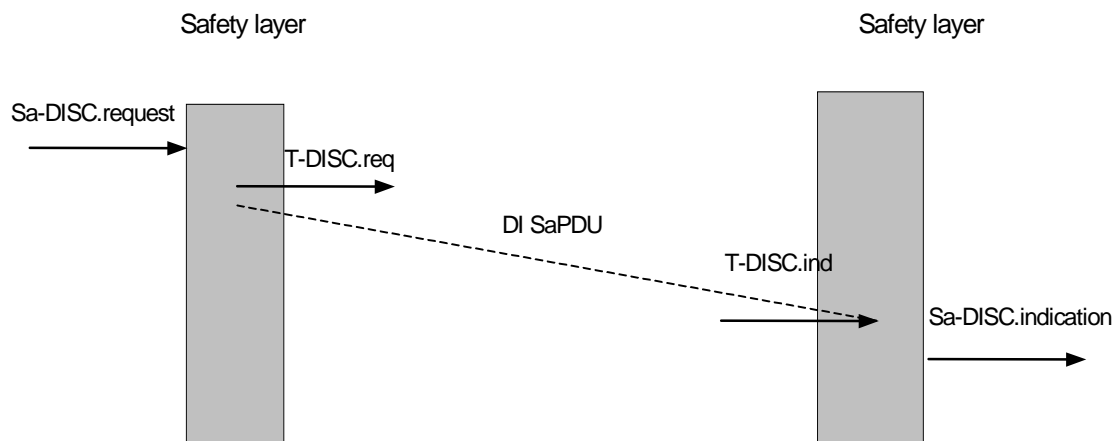 Safety layer
Safety layer
Sa-DISC.request
T-DISC.req
DI SaPDU
T-DISC.ind
Sa-DISC.indication